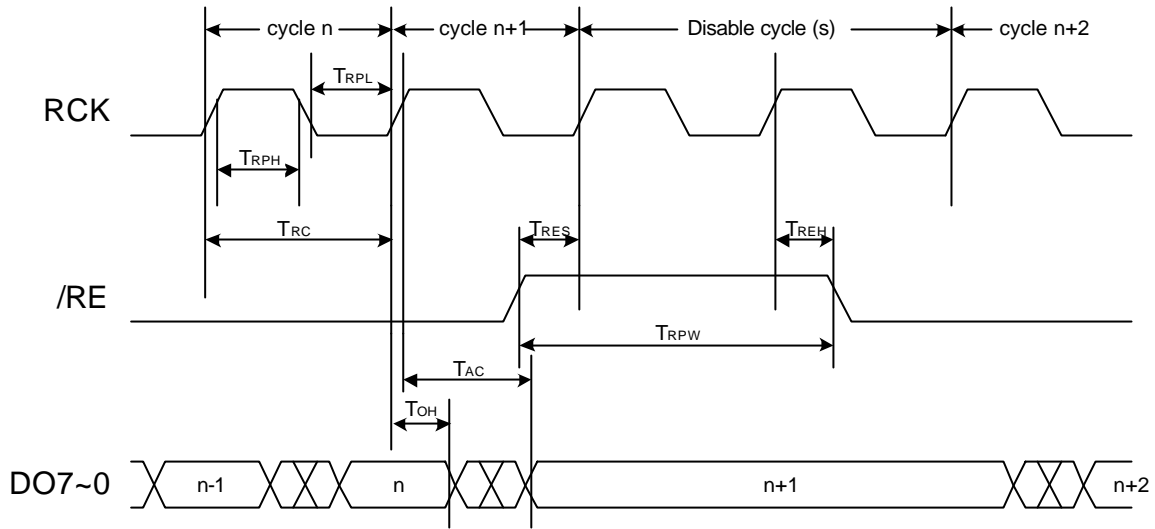 cycle n cycle n+1 Disable cycle (s) cycle n+2
TRPL
RCK
TRPH
TRC TRES TREH
/RE
TRPW
TAC
TOH
DO7~0 n-1 n n+1 n+2